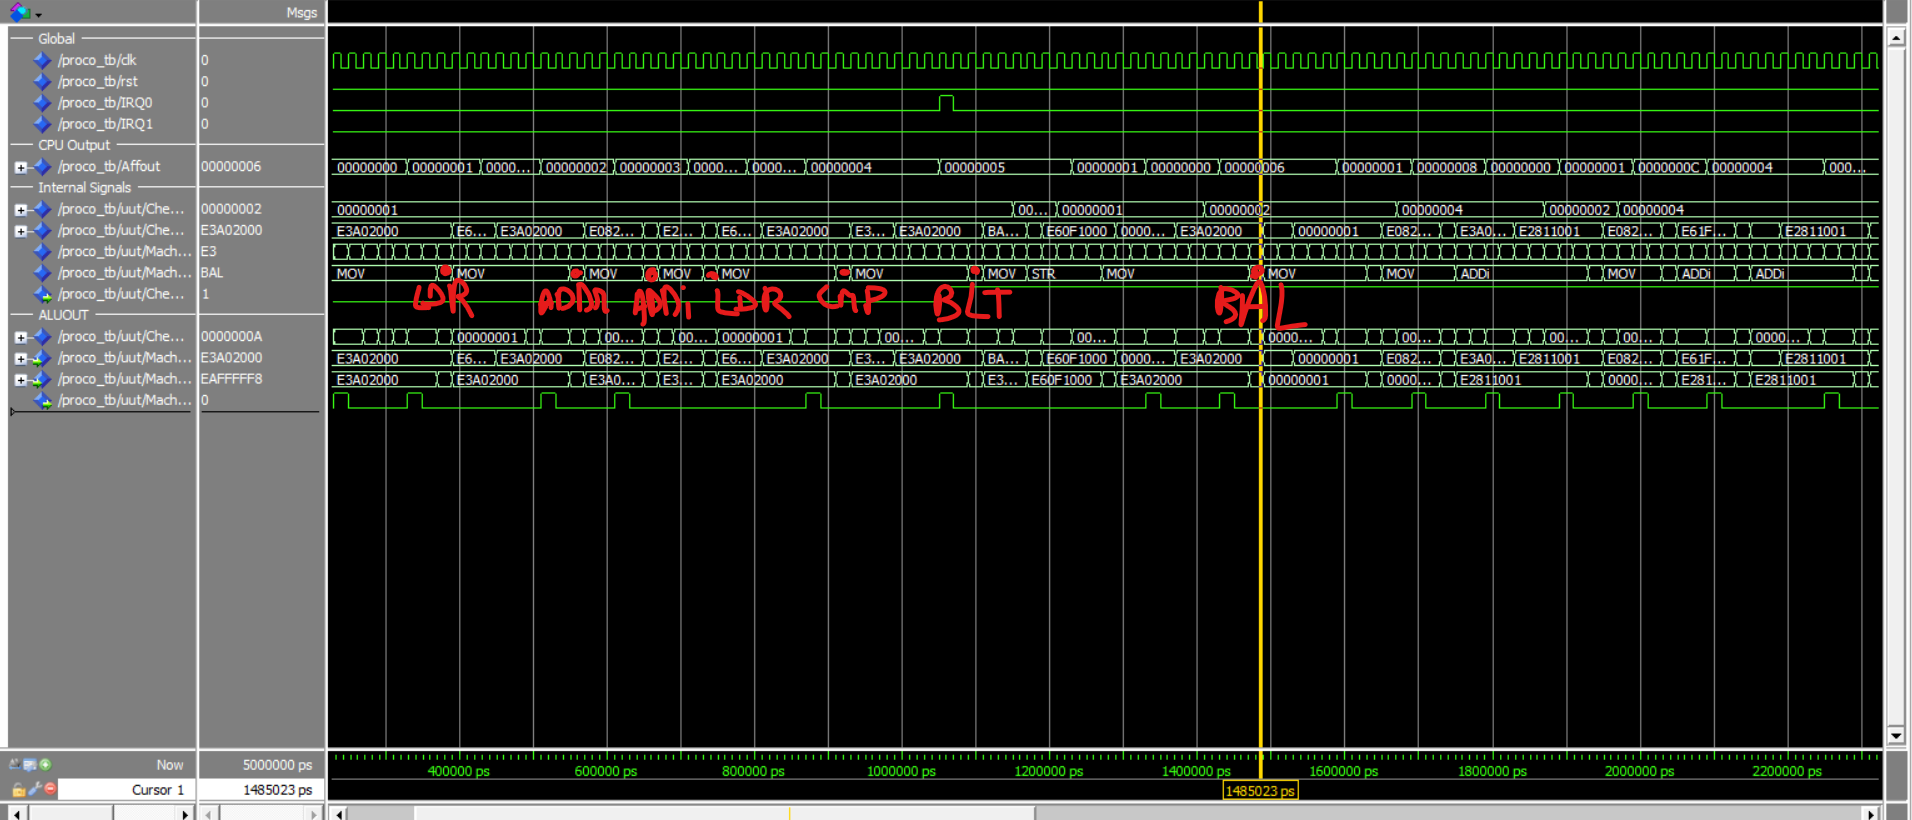 Msgs
Global
/proco_tb/clk 0
/proco_tb/rst 0
/proco_tb/IRQ0 0
/proco_tb/IRQ1 0
CPU Output
/proco_tb/Affout 00000006 00000000 00000001 0000... 00000002 00000003 0000... 0000... 00000004 00000005 00000001 00000000 00000006 00000001 00000008 00000000 00000001 0000000C 00000004 000...
Internal Signals
/proco_tb/uut/Che... 00000002 00000001 00... 00000001 00000002 00000004 00000002 00000004
/proco_tb/uut/Che... E3A02000 E3A02000 E6... E3A02000 E082... E2... E6... E3A02000 E3... E3A02000 BA... E60F1000 0000... E3A02000 00000001 E082... E3A0... E2811001 E082... E61F... E2811001
/proco_tb/uut/Mach... E3
/proco_tb/uut/Mach... BAL MOV MOV MOV MOV MOV MOV MOV STR MOV MOV MOV ADDi MOV ADDi ADDi
/proco_tb/uut/Che... 1
LDR ADDR ADDi LDR CMP BLT BAL
ALUOUT
/proco_tb/uut/Che... 0000000A 00000001 00... 00... 00000001 00... 00... 0000... 00... 00... 00... 0000...
/proco_tb/uut/Mach... E3A02000 E3A02000 E6... E3A02000 E082... E2... E6... E3A02000 E3... E3A02000 BA... E60F1000 0000... E3A02000 00000001 E082... E3A0... E2811001 E082... E61F... E2811001
/proco_tb/uut/Mach... EAFFFFF8 E3A02000 E3A02000 E3A0... E3... E3A02000 E3A02000 E3... E60F1000 E3A02000 00000001 0000... E2811001 0000... E281... E2811001
/proco_tb/uut/Mach... 0
Now 5000000 ps 400000 ps 600000 ps 800000 ps 1000000 ps 1200000 ps 1400000 ps 1600000 ps 1800000 ps 2000000 ps 2200000 ps
Cursor 1 1485023 ps 1485023 ps